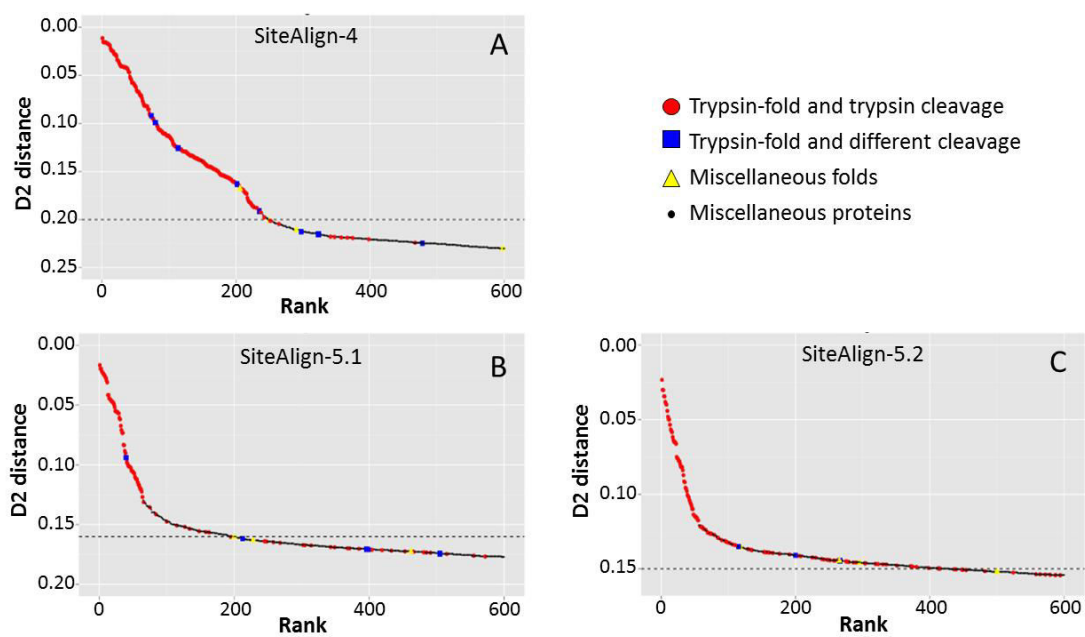 SiteAlign-4
A
0.00
0.05
0.10
0.15
0.20
0.25
D2 distance
0 200 400 600
Rank
Trypsin-fold and trypsin cleavage
Trypsin-fold and different cleavage
Miscellaneous folds
Miscellaneous proteins
SiteAlign-5.1
B
0.00
0.05
0.10
0.15
0.20
D2 distance
0 200 400 600
Rank
SiteAlign-5.2
C
0.00
0.05
0.10
0.15
D2 distance
0 200 400 600
Rank